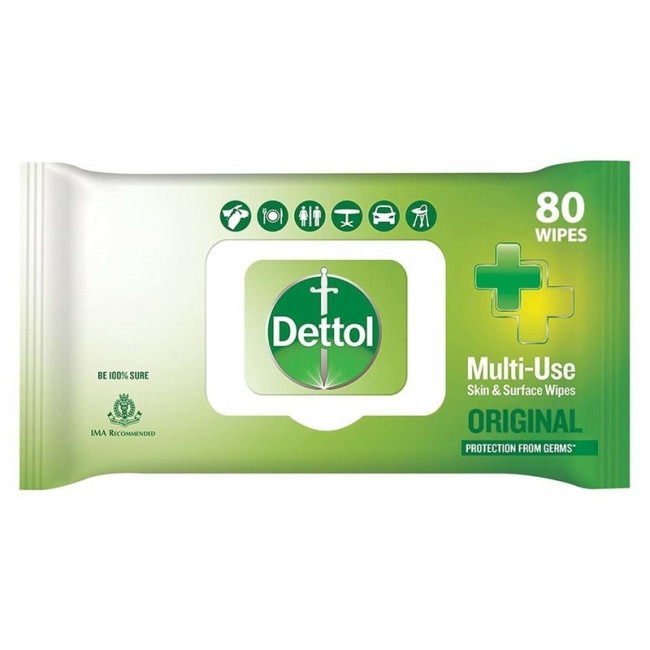 80
WIPES
Dettol
BE 100% SURE
IMA RECOMMENDED
Multi-Use
Skin & Surface Wipes
ORIGINAL
PROTECTION FROM GERMS*